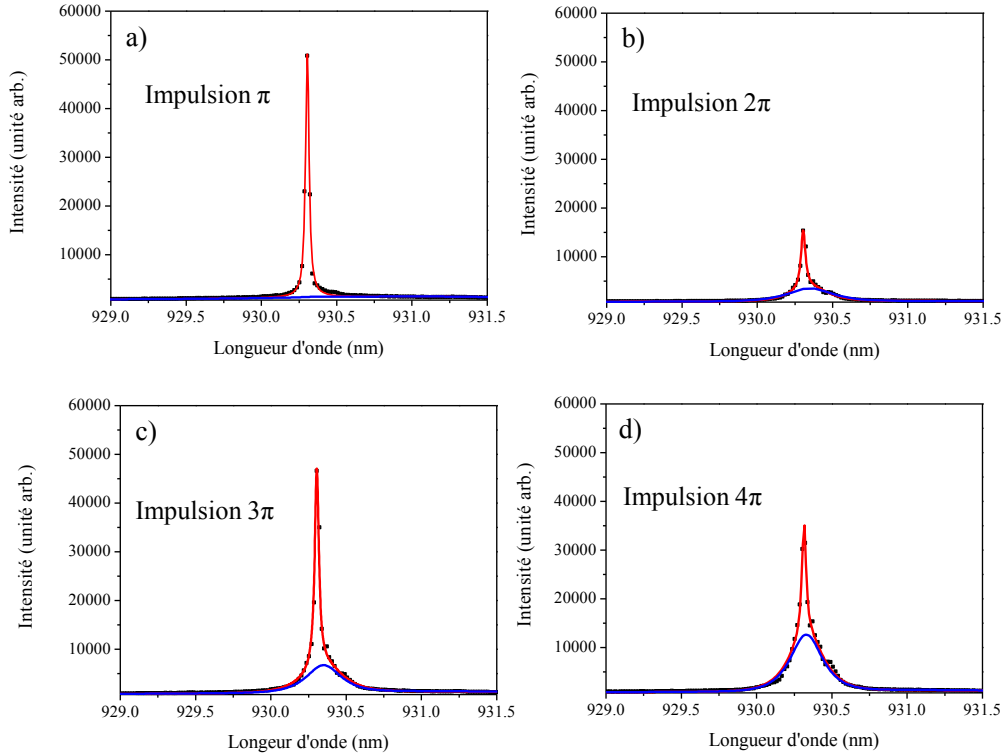 a)
Impulsion π
Intensité (unité arb.)
60000
50000
40000
30000
20000
10000
929.0 929.5 930.0 930.5 931.0 931.5
Longueur d'onde (nm)
b)
Impulsion 2π
Intensité (unité arb.)
60000
50000
40000
30000
20000
10000
929.0 929.5 930.0 930.5 931.0 931.5
Longueur d'onde (nm)
c)
Impulsion 3π
Intensité (unité arb.)
60000
50000
40000
30000
20000
10000
929.0 929.5 930.0 930.5 931.0 931.5
Longueur d'onde (nm)
d)
Impulsion 4π
Intensité (unité arb.)
60000
50000
40000
30000
20000
10000
929.0 929.5 930.0 930.5 931.0 931.5
Longueur d'onde (nm)